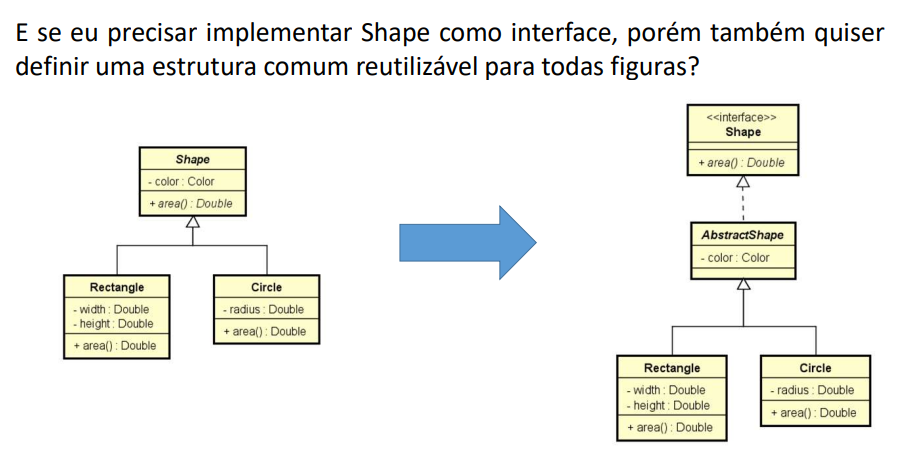 E se eu precisar implementar Shape como interface, porém também quiser
definir uma estrutura comum reutilizável para todas figuras?
Shape
- color : Color
+ area() : Double
Rectangle
- width : Double
- height : Double
+ area() : Double
Circle
- radius : Double
+ area() : Double
<<interface>>
Shape
+ area() : Double
AbstractShape
- color : Color
Rectangle
- width : Double
- height : Double
+ area() : Double
Circle
- radius : Double
+ area() : Double